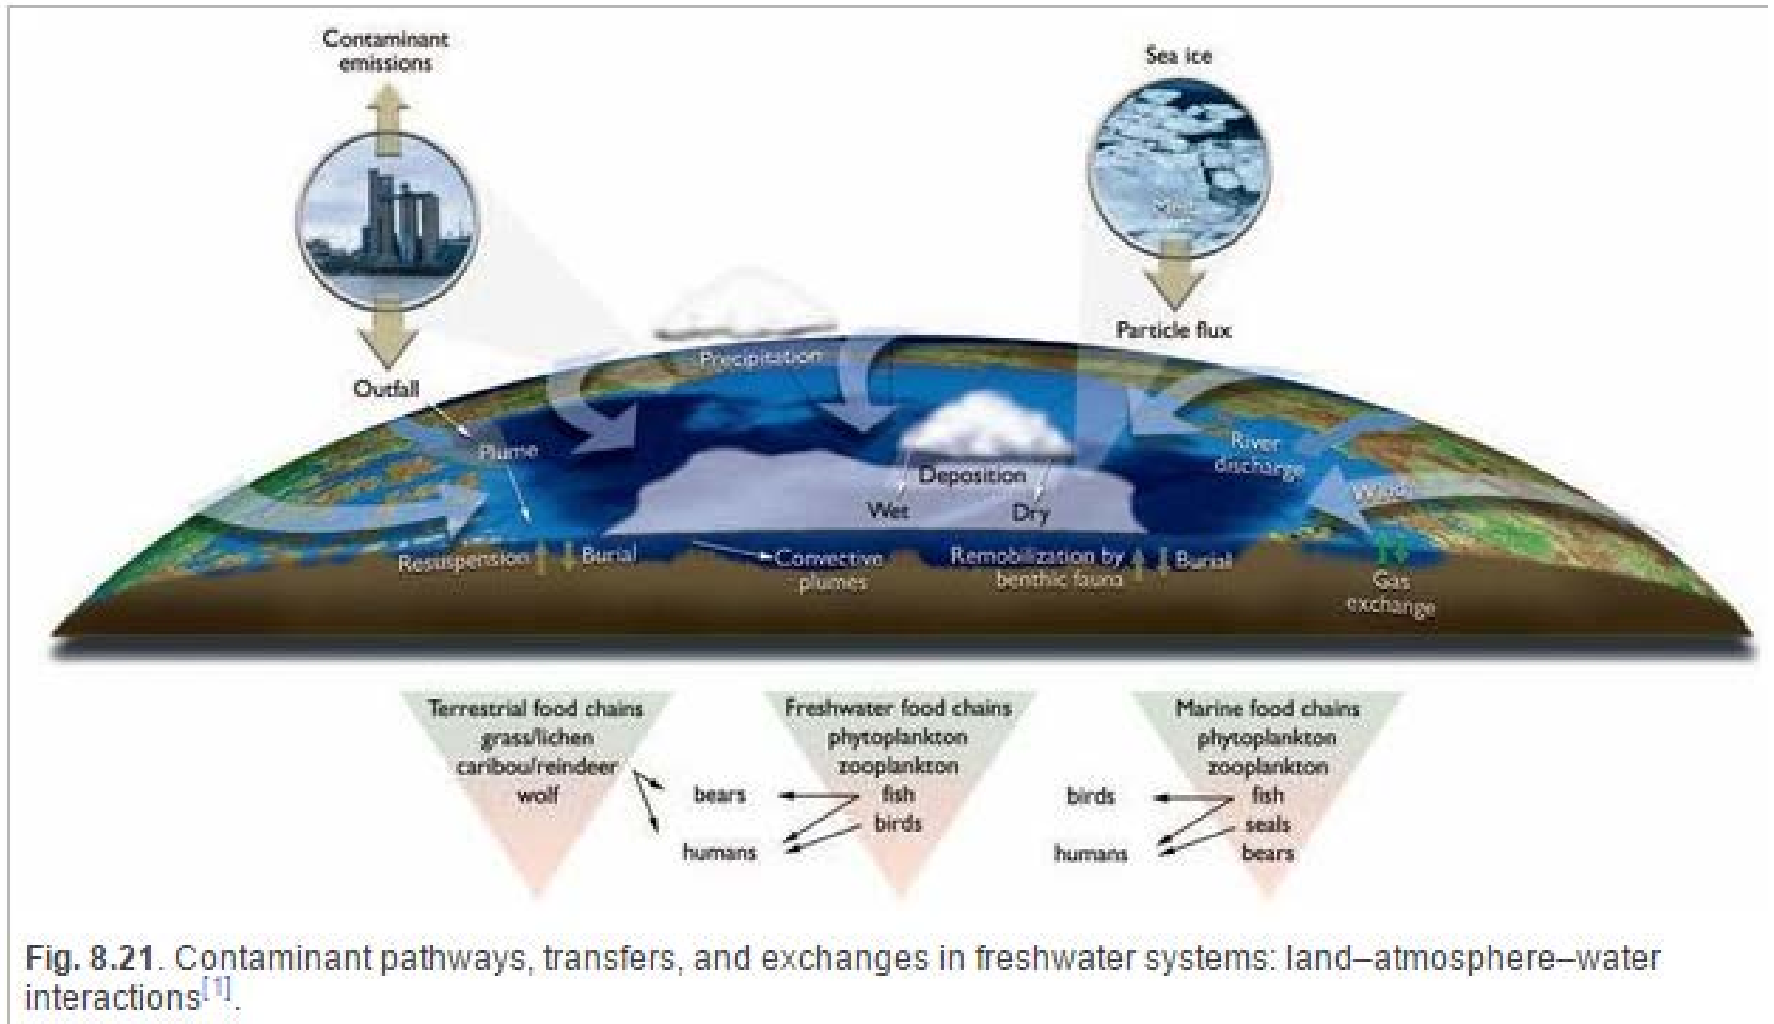 Contaminant
emissions
Sea ice
Melt
Particle flux
Outfall
Precipitation
Plume
River
discharge
Deposition
Wet
Dry
Winds
Resuspension
Burial
Convective
plumes
Remobilization by
benthic fauna
Burial
Gas
exchange
Terrestrial food chains
grass/lichen
caribou/reindeer
wolf
bears
humans
Freshwater food chains
phytoplankton
zooplankton
fish
birds
Marine food chains
phytoplankton
zooplankton
birds
fish
seals
humans
bears
Fig. 8.21. Contaminant pathways, transfers, and exchanges in freshwater systems: land–atmosphere–water
interactions[1].